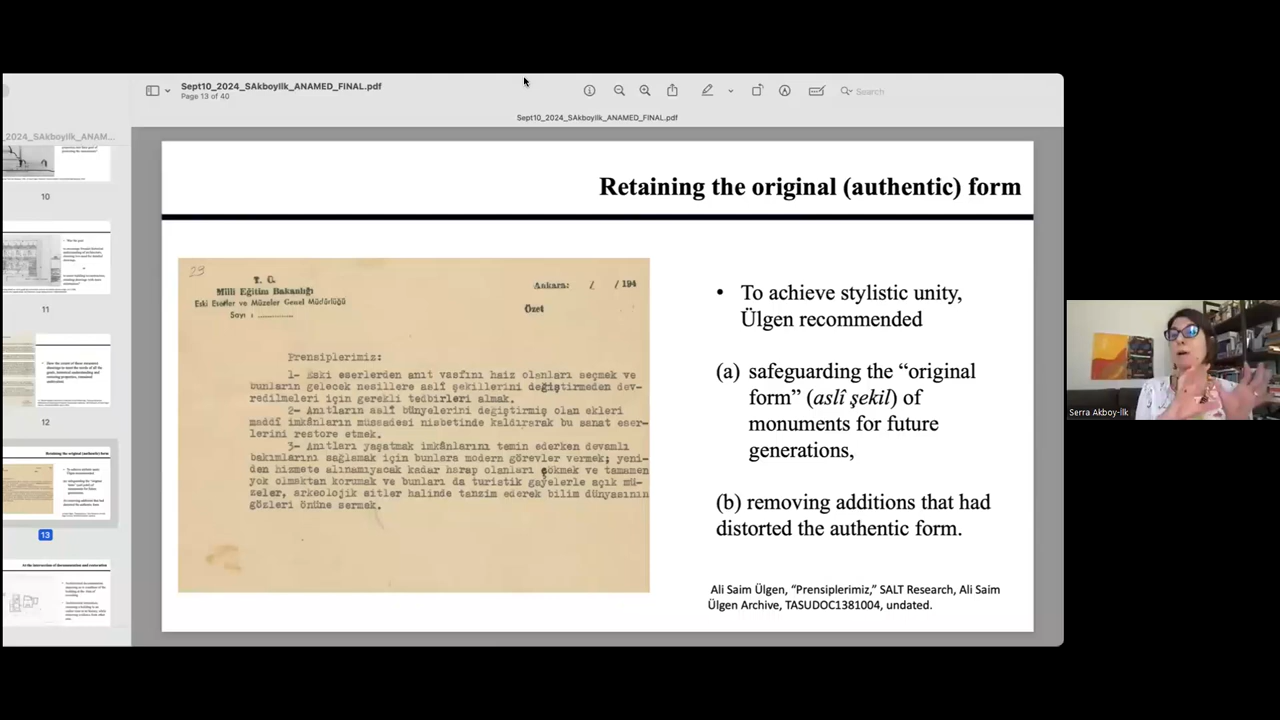 Sept10_2024_SAkboyIlk_ANAMED_FINAL.pdf
Page 13 of 40
Search
Sept10_2024_SAkboyIlk_ANAMED_FINAL.pdf
_2024_SAkboyIlk_ANAM...
10
11
12
13
Retaining the original (authentic) form
23
T. C.
Milli Eğitim Bakanlığı
Eski Eserler ve Müzeler Genel Müdürlüğü
Sayı :
Ankara: / / 194
Özet
Prensiplerimiz:
1- Eski eserlerden anıt vasfını haiz olanları seçmek ve
bunların gelecek nesillere aslî şekillerini değiştirmeden dev-
redilmeleri için gerekli tedbirleri almak.
2- Anıtların aslî bünyelerini değiştirmiş olan ekleri
maddî imkânların müsaadesi nisbetinde kaldırarak bu sanat eser-
lerini restore etmek.
3- Anıtları yaşatmak imkânlarını temin ederken devamlı
bakımlarını sağlamak için bunlara modern görevler vermek; yeni-
den hizmete alınamıyacak kadar harap olanları çökmek ve tamamen
yok olmaktan korumak ve bunları da turistik gayelerle açık mü-
zeler, arkeolojik sitler halinde tanzim ederek bilim dünyasının
gözleri önüne sermek.
• To achieve stylistic unity,
Ülgen recommended
(a) safeguarding the “original
form” (aslî şekil) of
monuments for future
generations,
(b) removing additions that had
distorted the authentic form.
Ali Saim Ülgen, “Prensiplerimiz,” SALT Research, Ali Saim
Ülgen Archive, TASUDOC1381004, undated.
Serra Akboy-Ilk